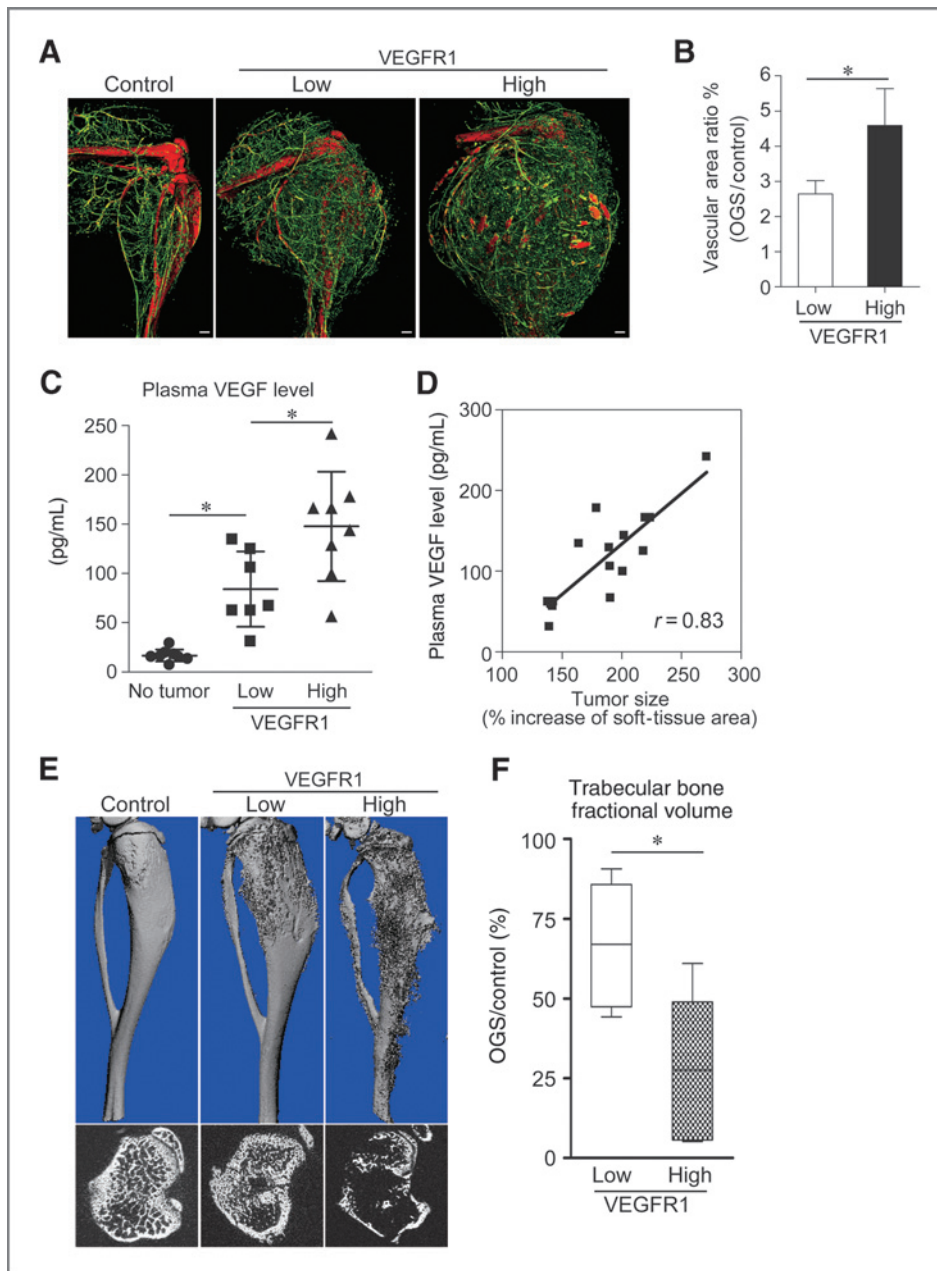 A
VEGFR1
Control Low High
B
Vascular area ratio %
(OGS/control)
6
5
4
3
2
1
0
*
Low High
VEGFR1
C
Plasma VEGF level
(pg/mL)
250
200
150
100
50
0
* *
No tumor Low High
VEGFR1
D
Plasma VEGF level (pg/mL)
300
200
100
0
r = 0.83
100 150 200 250 300
Tumor size
(% increase of soft-tissue area)
E
VEGFR1
Control Low High
F
Trabecular bone
fractional volume
OGS/control (%)
100
75
50
25
0
*
Low High
VEGFR1